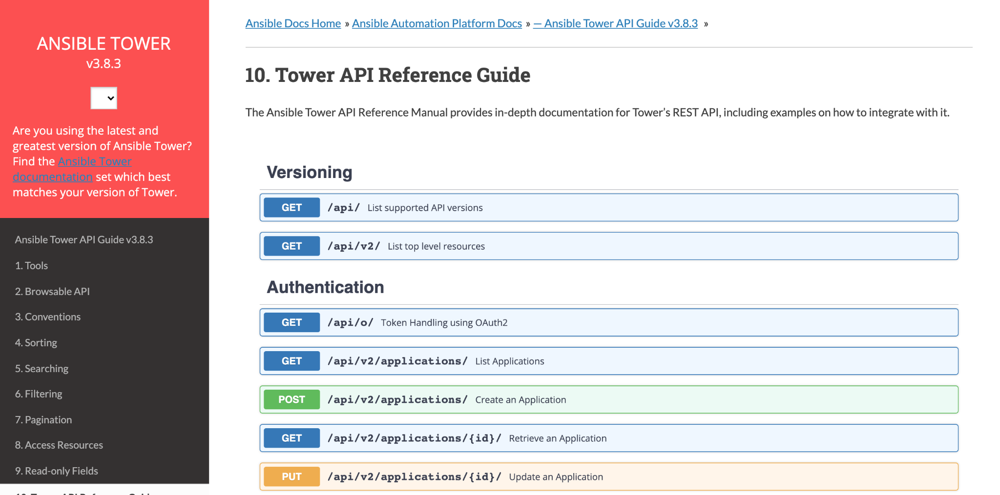 ANSIBLE TOWER
v3.8.3
Are you using the latest and
greatest version of Ansible Tower?
Find the Ansible Tower
documentation set which best
matches your version of Tower.
Ansible Tower API Guide v3.8.3
1. Tools
2. Browsable API
3. Conventions
4. Sorting
5. Searching
6. Filtering
7. Pagination
8. Access Resources
9. Read-only Fields
10. Tower API Reference Guide
Ansible Docs Home » Ansible Automation Platform Docs » — Ansible Tower API Guide v3.8.3 »
10. Tower API Reference Guide
The Ansible Tower API Reference Manual provides in-depth documentation for Tower’s REST API, including examples on how to integrate with it.
Versioning
GET /api/ List supported API versions
GET /api/v2/ List top level resources
Authentication
GET /api/o/ Token Handling using OAuth2
GET /api/v2/applications/ List Applications
POST /api/v2/applications/ Create an Application
GET /api/v2/applications/{id}/ Retrieve an Application
PUT /api/v2/applications/{id}/ Update an Application